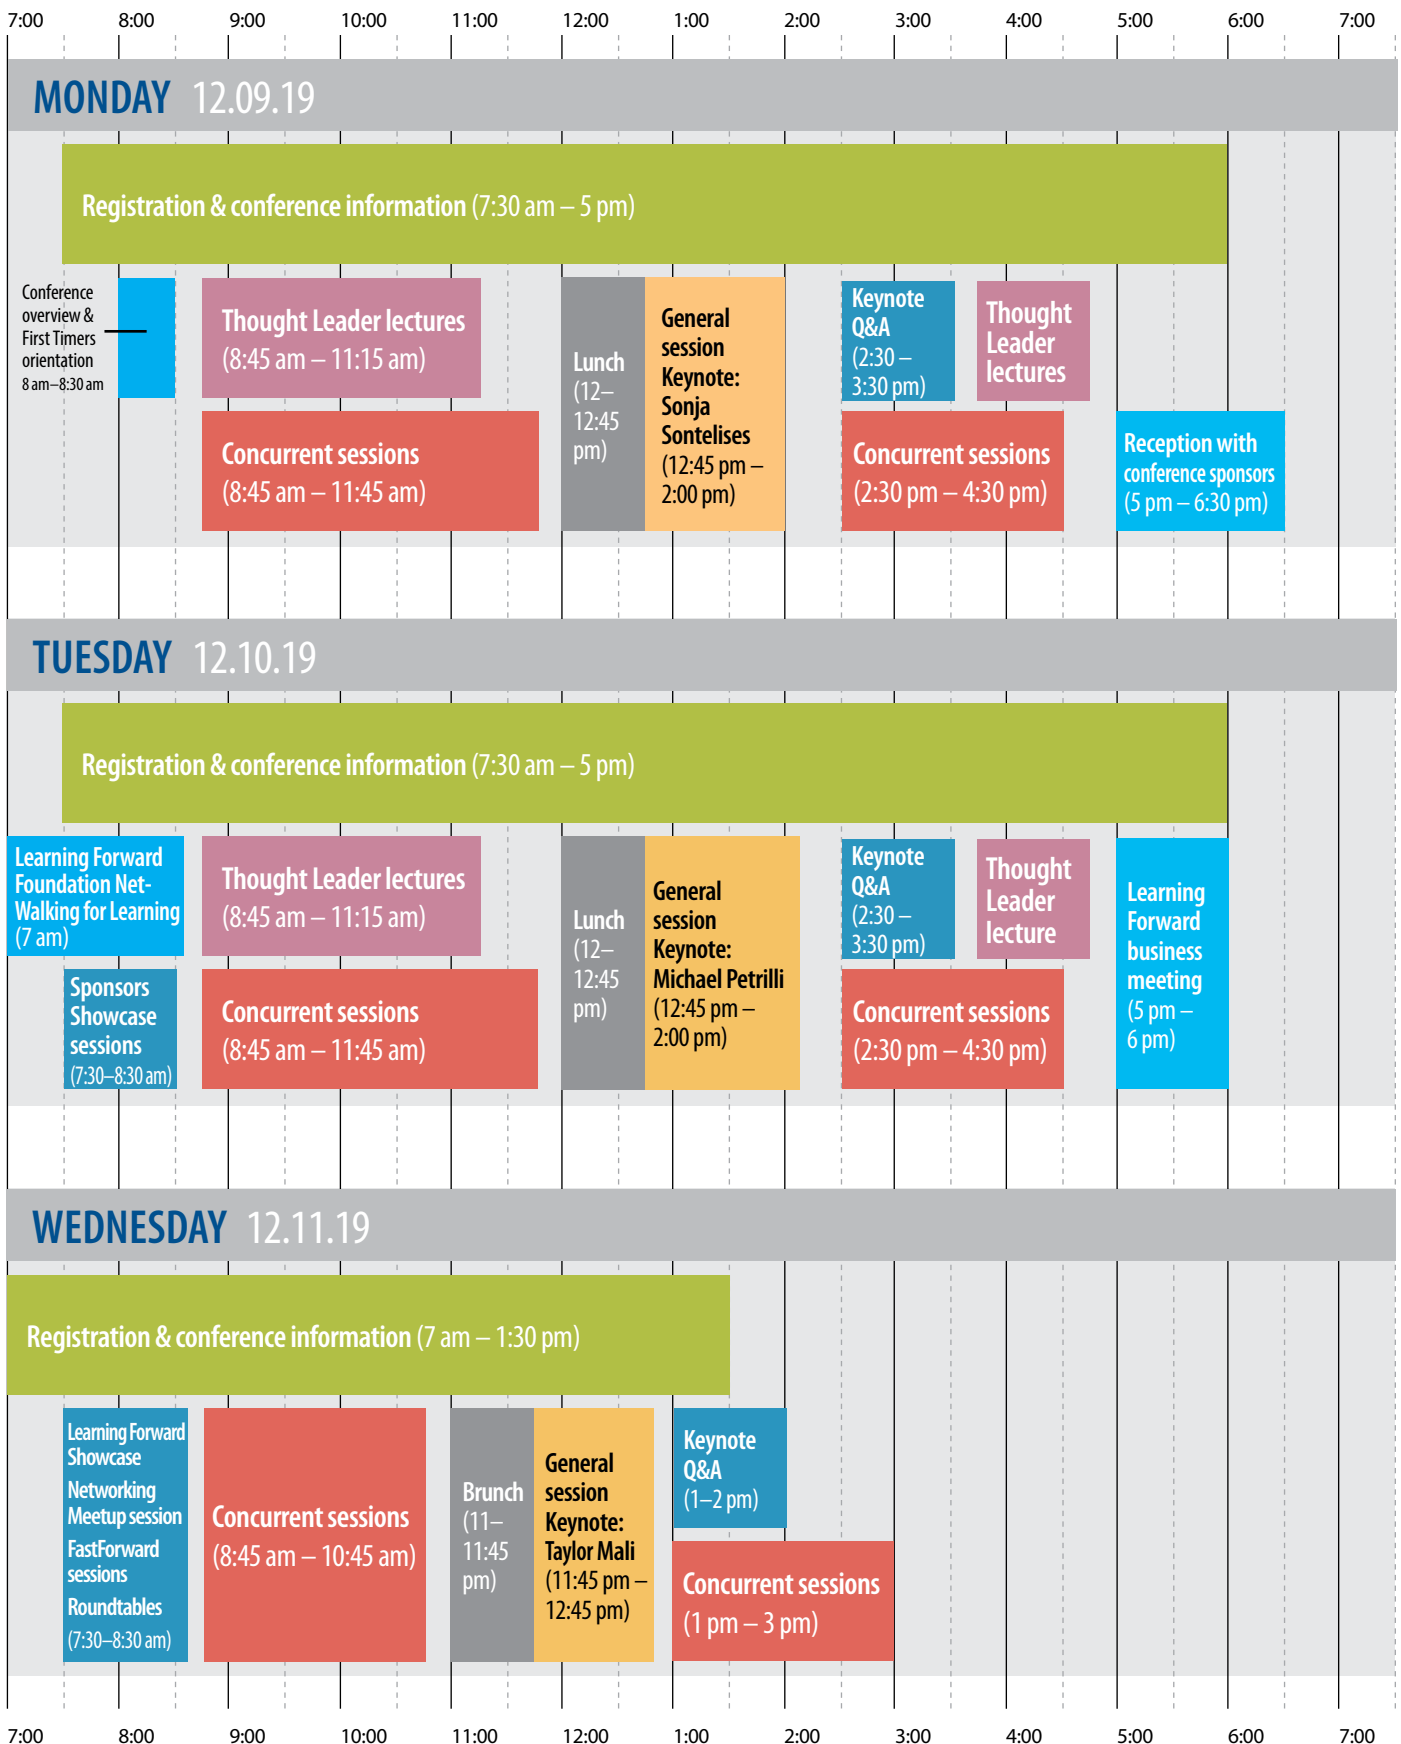 7:00 8:00 9:00 10:00 11:00 12:00 1:00 2:00 3:00 4:00 5:00 6:00 7:00
MONDAY 12.09.19
Registration & conference information (7:30 am – 5 pm)
Conference
overview &
First Timers
orientation
8 am–8:30 am
Thought Leader lectures
(8:45 am – 11:15 am)
Concurrent sessions
(8:45 am – 11:45 am)
Lunch
(12–
12:45
pm)
General
session
Keynote:
Sonja
Sontelises
(12:45 pm –
2:00 pm)
Keynote
Q&A
(2:30 –
3:30 pm)
Thought
Leader
lectures
Concurrent sessions
(2:30 pm – 4:30 pm)
Reception with
conference sponsors
(5 pm – 6:30 pm)
TUESDAY 12.10.19
Registration & conference information (7:30 am – 5 pm)
Learning Forward
Foundation Net-
Walking for Learning
(7 am)
Sponsors
Showcase
sessions
(7:30–8:30 am)
Thought Leader lectures
(8:45 am – 11:15 am)
Concurrent sessions
(8:45 am – 11:45 am)
Lunch
(12–
12:45
pm)
General
session
Keynote:
Michael Petrilli
(12:45 pm –
2:00 pm)
Keynote
Q&A
(2:30 –
3:30 pm)
Thought
Leader
lecture
Concurrent sessions
(2:30 pm – 4:30 pm)
Learning
Forward
business
meeting
(5 pm –
6 pm)
WEDNESDAY 12.11.19
Registration & conference information (7 am – 1:30 pm)
Learning Forward
Showcase
Networking
Meetup session
FastForward
sessions
Roundtables
(7:30–8:30 am)
Concurrent sessions
(8:45 am – 10:45 am)
Brunch
(11–
11:45
pm)
General
session
Keynote:
Taylor Mali
(11:45 pm –
12:45 pm)
Keynote
Q&A
(1–2 pm)
Concurrent sessions
(1 pm – 3 pm)
7:00 8:00 9:00 10:00 11:00 12:00 1:00 2:00 3:00 4:00 5:00 6:00 7:00